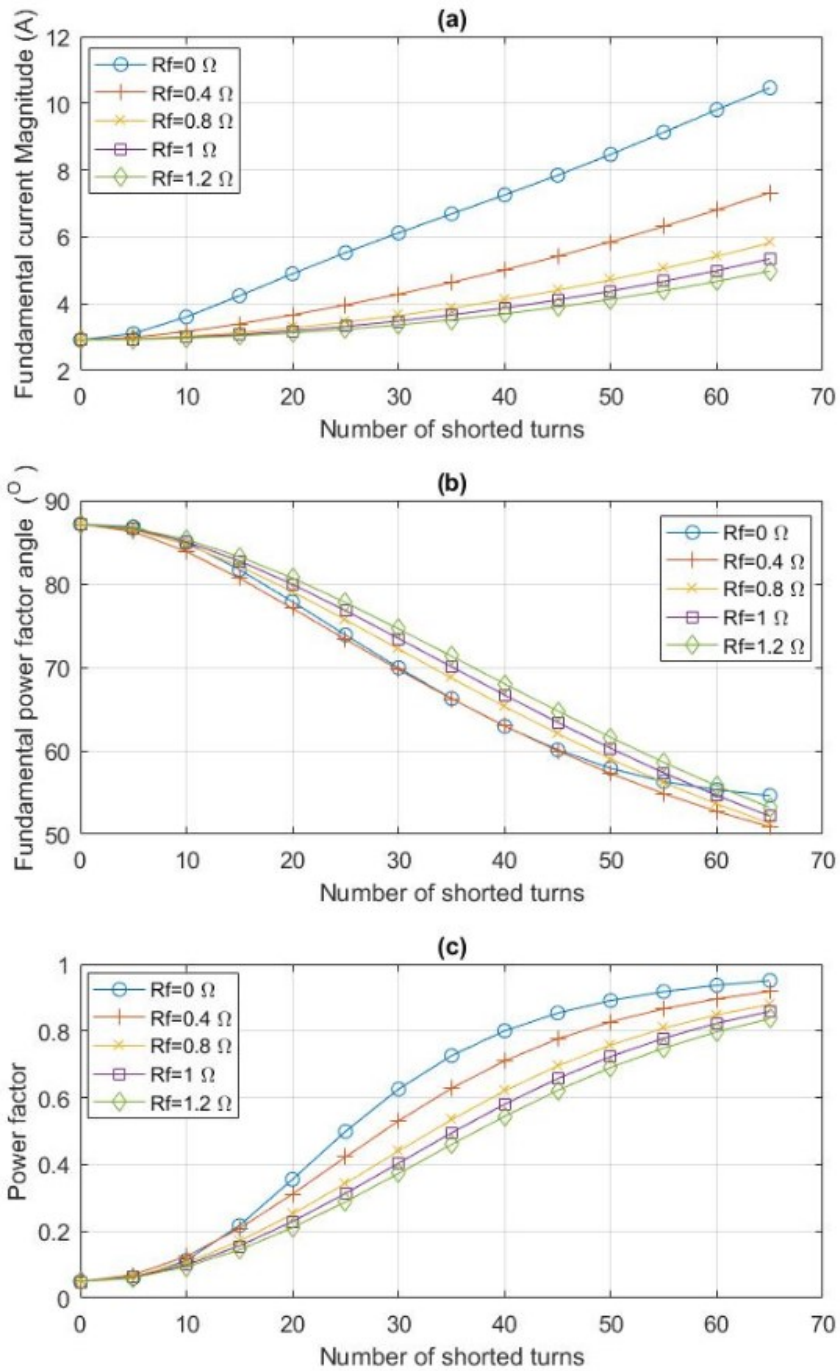 (a)
Fundamental current Magnitude (A)
12
10
8
6
4
2
Rf=0 Ω
Rf=0.4 Ω
Rf=0.8 Ω
Rf=1 Ω
Rf=1.2 Ω
0 10 20 30 40 50 60 70
Number of shorted turns
(b)
Fundamental power factor angle (O)
90
80
70
60
50
Rf=0 Ω
Rf=0.4 Ω
Rf=0.8 Ω
Rf=1 Ω
Rf=1.2 Ω
0 10 20 30 40 50 60 70
Number of shorted turns
(c)
Power factor
1
0.8
0.6
0.4
0.2
0
Rf=0 Ω
Rf=0.4 Ω
Rf=0.8 Ω
Rf=1 Ω
Rf=1.2 Ω
0 10 20 30 40 50 60 70
Number of shorted turns